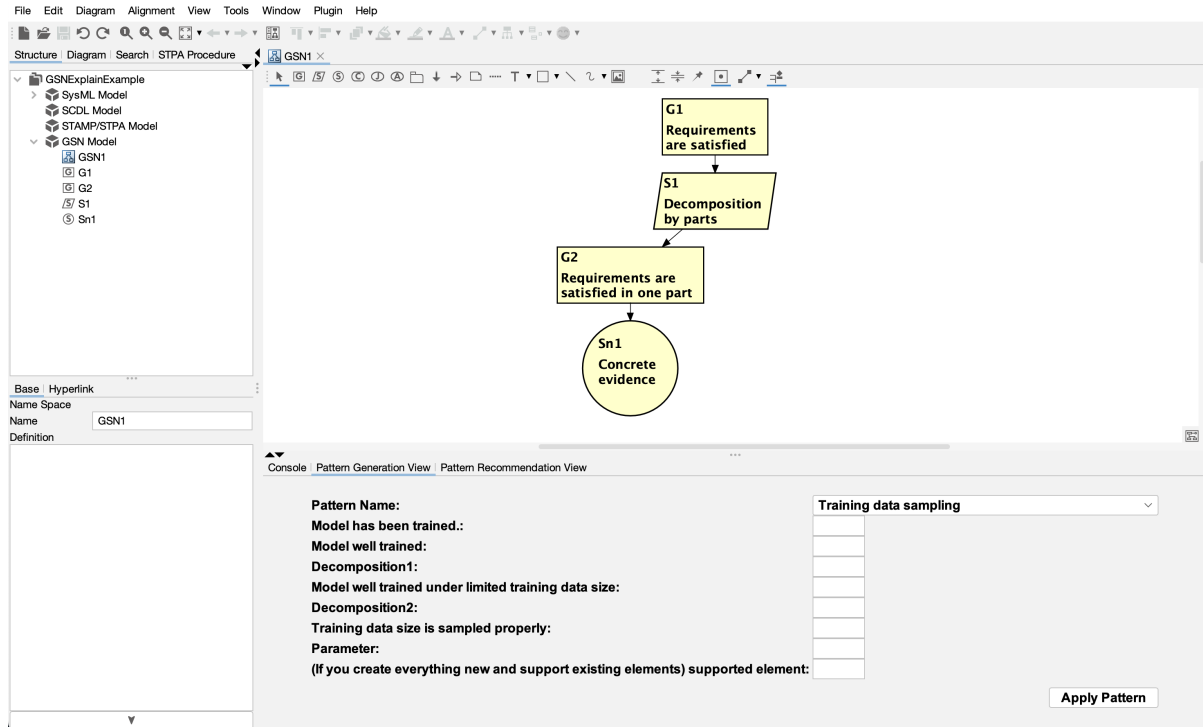 File Edit Diagram Alignment View Tools Window Plugin Help
Structure Diagram Search STPA Procedure
GSN1
GSNExplainExample
SysML Model
SCDL Model
STAMP/STPA Model
GSN Model
GSN1
G G1
G G2
S S1
S Sn1
G S S C J A T
G1
Requirements
are satisfied
S1
Decomposition
by parts
G2
Requirements are
satisfied in one part
Sn1
Concrete
evidence
Base Hyperlink
Name Space
Name GSN1
Definition
Console Pattern Generation View Pattern Recommendation View
Pattern Name: Training data sampling
Model has been trained.:
Model well trained:
Decomposition1:
Model well trained under limited training data size:
Decomposition2:
Training data size is sampled properly:
Parameter:
(If you create everything new and support existing elements) supported element:
Apply Pattern